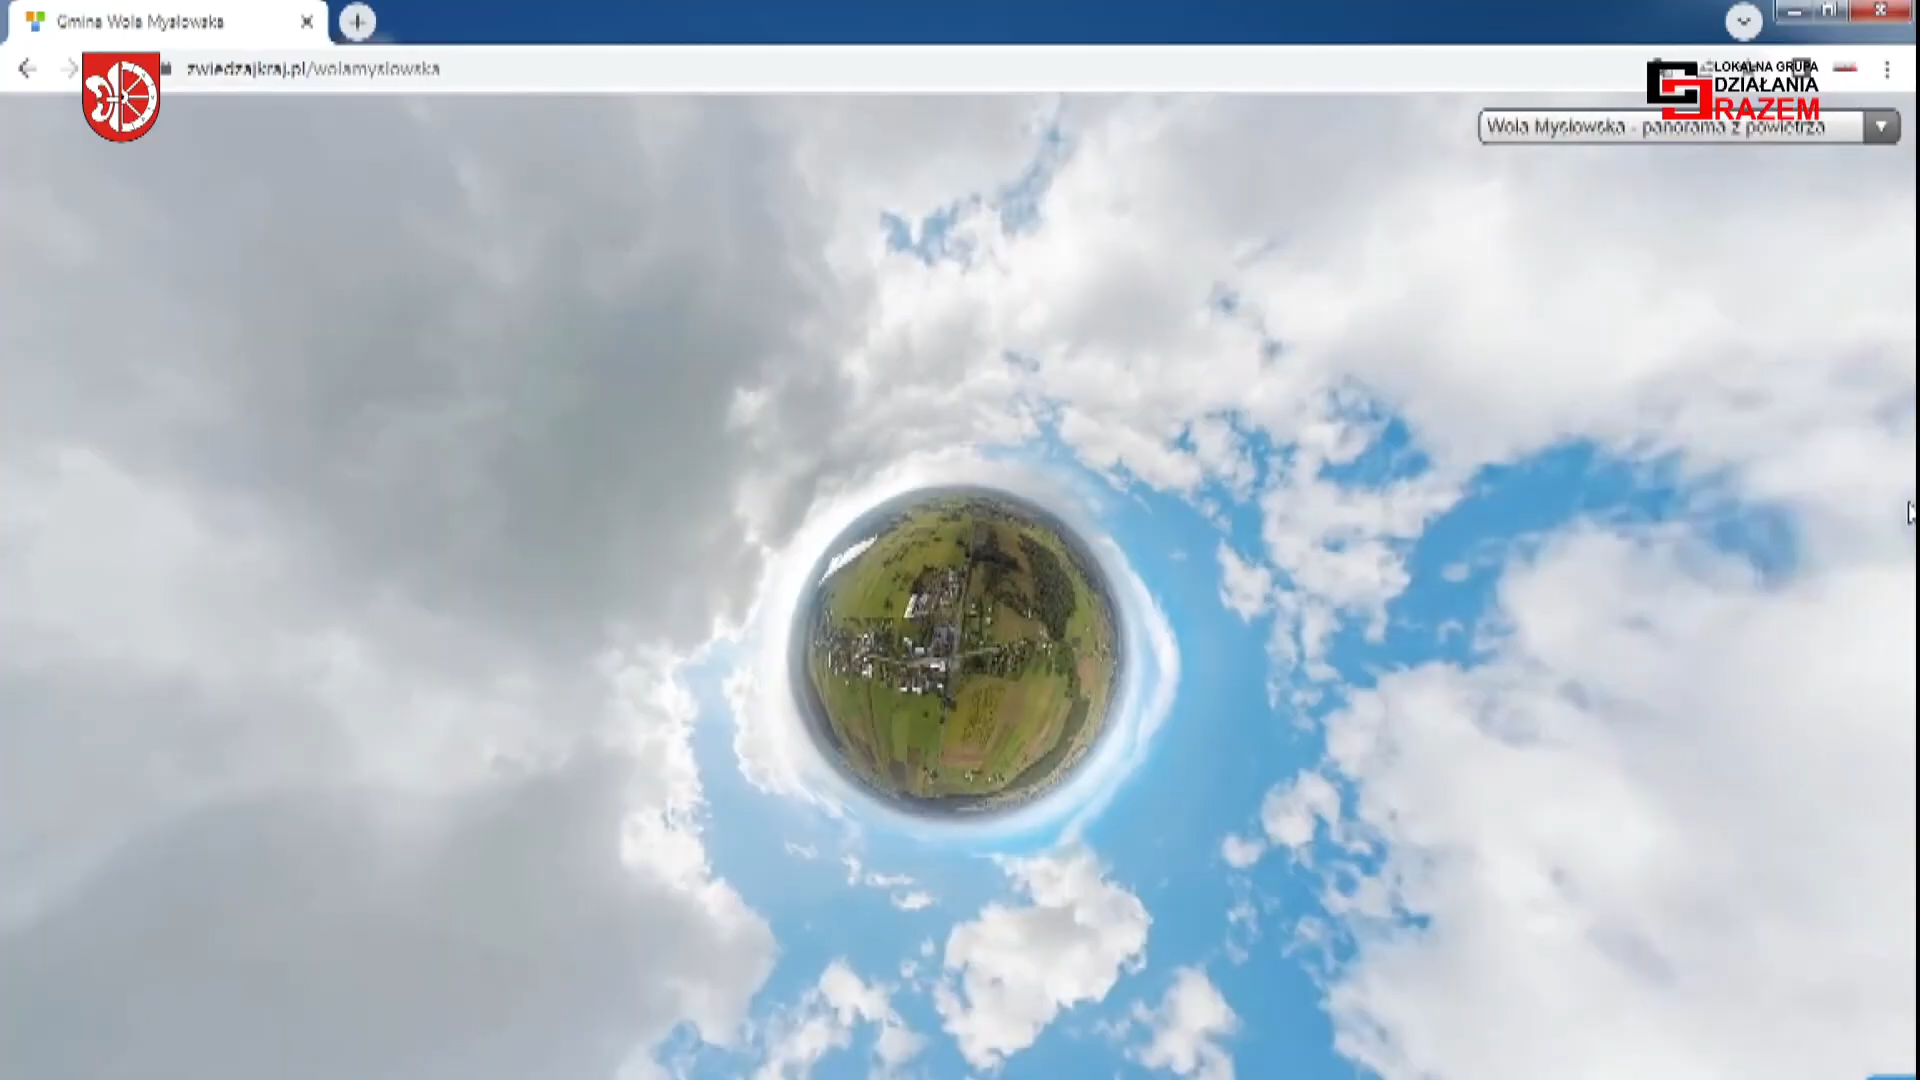 Gmina Wola Mysłowska
zwiedzajkraj.pl/wolamyslowska
LOKALNA GRUPA
DZIAŁANIA
RAZEM
Wola Mysłowska - panorama z powietrza